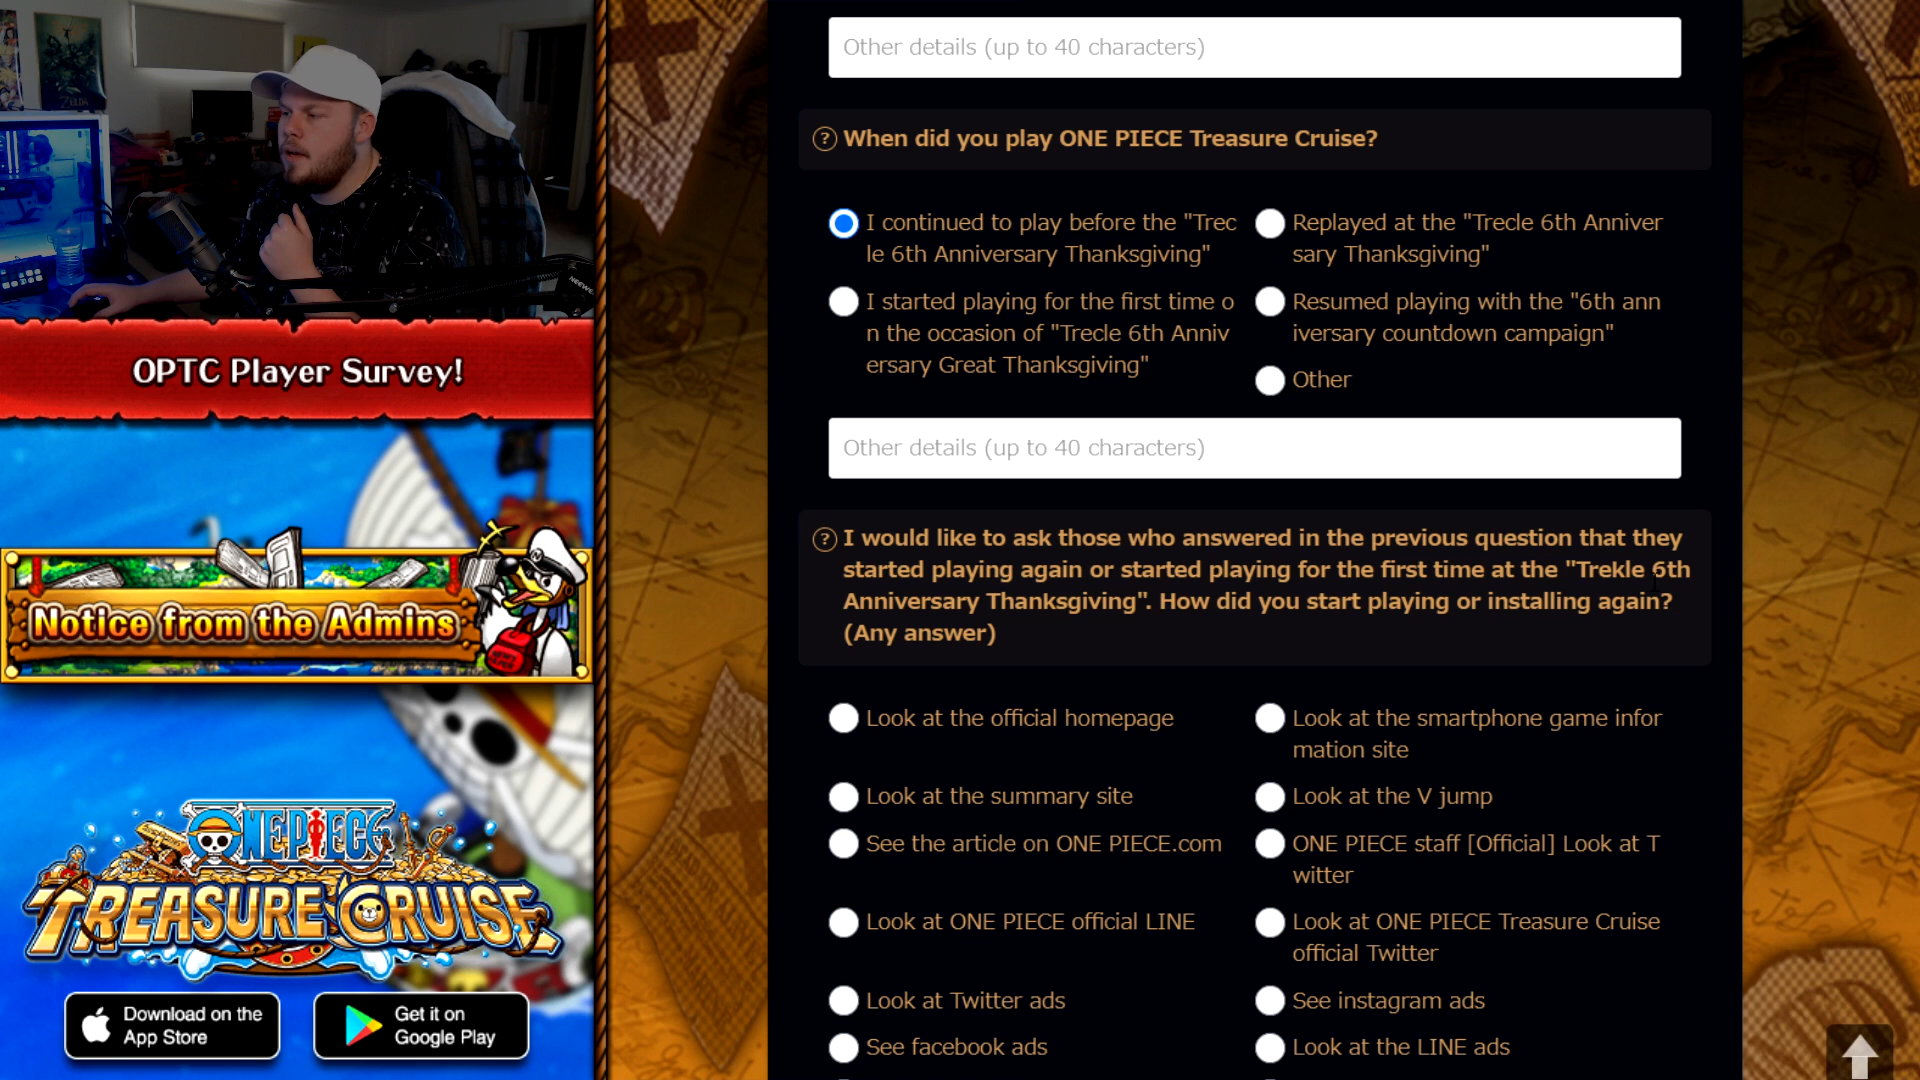 ZELDA
OPTC Player Survey!
Notice from the Admins
ONE PIECE
TREASURE CRUISE
Download on the
App Store
Get it on
Google Play
Other details (up to 40 characters)
? When did you play ONE PIECE Treasure Cruise?
I continued to play before the "Trec
le 6th Anniversary Thanksgiving"
Replayed at the "Trecle 6th Anniver
sary Thanksgiving"
I started playing for the first time o
n the occasion of "Trecle 6th Anniv
ersary Great Thanksgiving"
Resumed playing with the "6th ann
iversary countdown campaign"
Other
Other details (up to 40 characters)
? I would like to ask those who answered in the previous question that they
started playing again or started playing for the first time at the "Trekle 6th
Anniversary Thanksgiving". How did you start playing or installing again?
(Any answer)
Look at the official homepage
Look at the smartphone game infor
mation site
Look at the summary site
Look at the V jump
See the article on ONE PIECE.com
ONE PIECE staff [Official] Look at T
witter
Look at ONE PIECE official LINE
Look at ONE PIECE Treasure Cruise
official Twitter
Look at Twitter ads
See instagram ads
See facebook ads
Look at the LINE ads